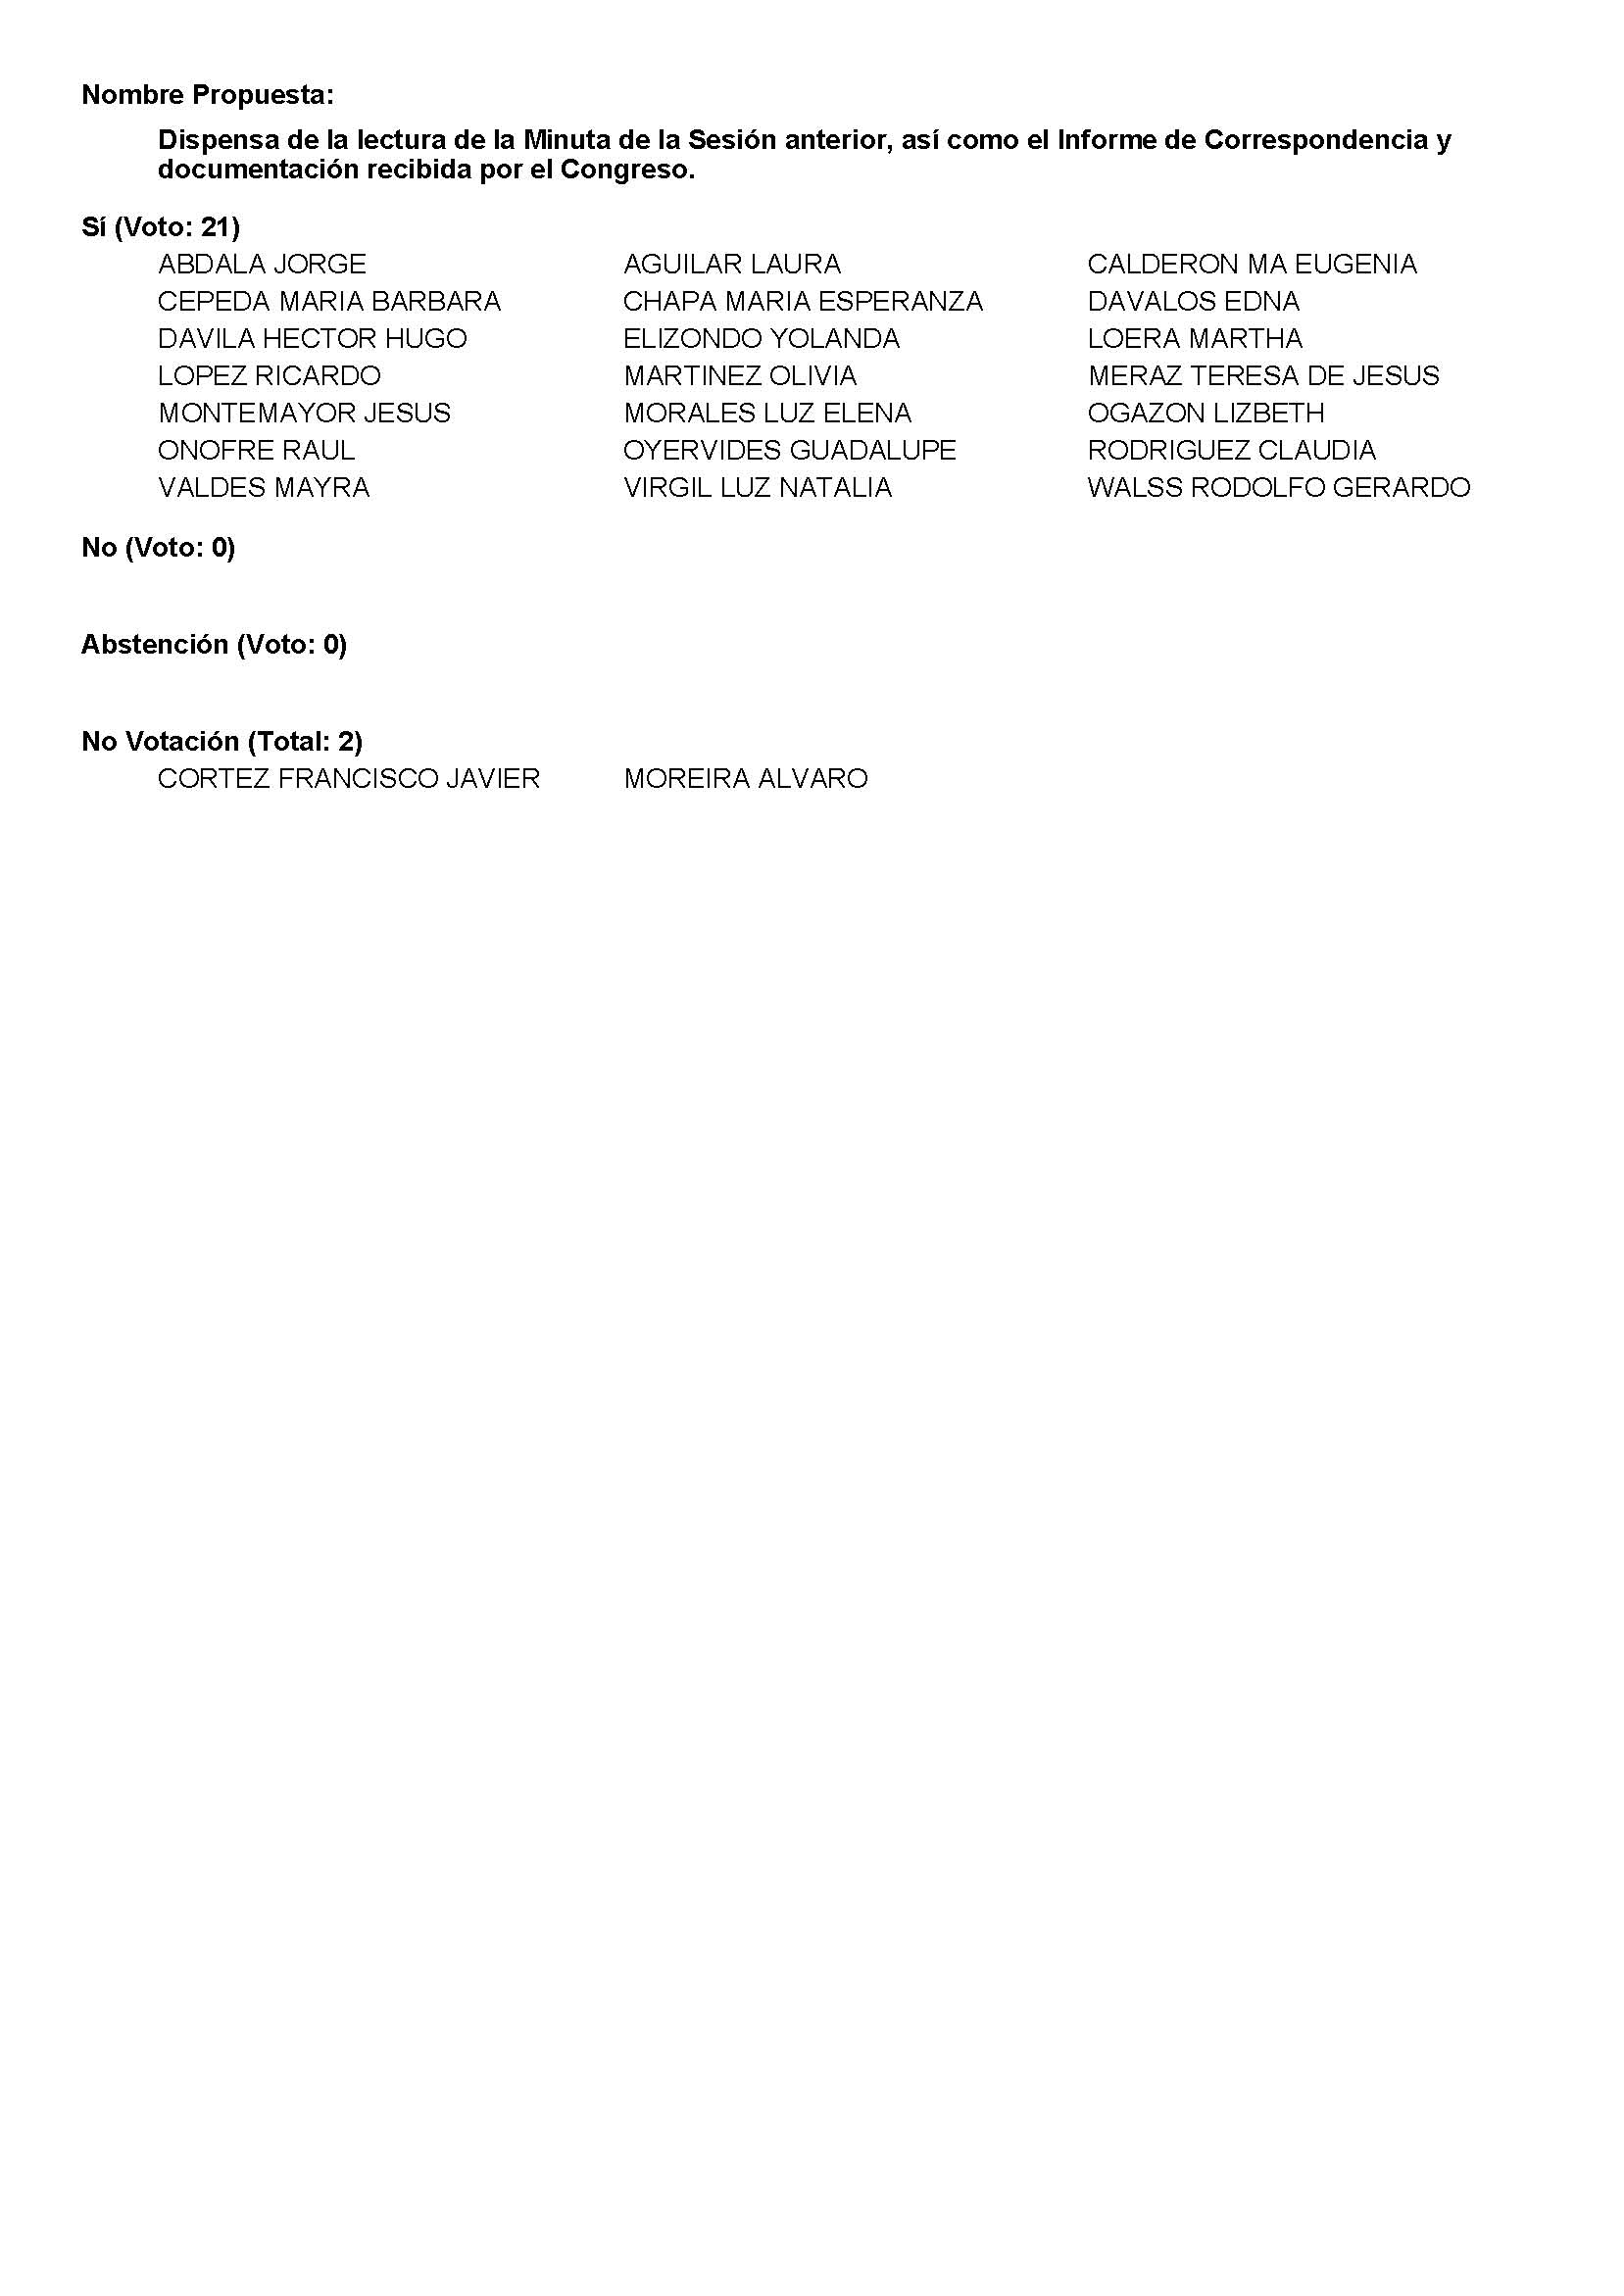 Nombre Propuesta:
Dispensa de la lectura de la Minuta de la Sesión anterior, así como el Informe de Correspondencia y
documentación recibida por el Congreso.
Sí (Voto: 21)
ABDALA JORGE AGUILAR LAURA CALDERON MA EUGENIA
CEPEDA MARIA BARBARA CHAPA MARIA ESPERANZA DAVALOS EDNA
DAVILA HECTOR HUGO ELIZONDO YOLANDA LOERA MARTHA
LOPEZ RICARDO MARTINEZ OLIVIA MERAZ TERESA DE JESUS
MONTEMAYOR JESUS MORALES LUZ ELENA OGAZON LIZBETH
ONOFRE RAUL OYERVIDES GUADALUPE RODRIGUEZ CLAUDIA
VALDES MAYRA VIRGIL LUZ NATALIA WALSS RODOLFO GERARDO
No (Voto: 0)
Abstención (Voto: 0)
No Votación (Total: 2)
CORTEZ FRANCISCO JAVIER MOREIRA ALVARO